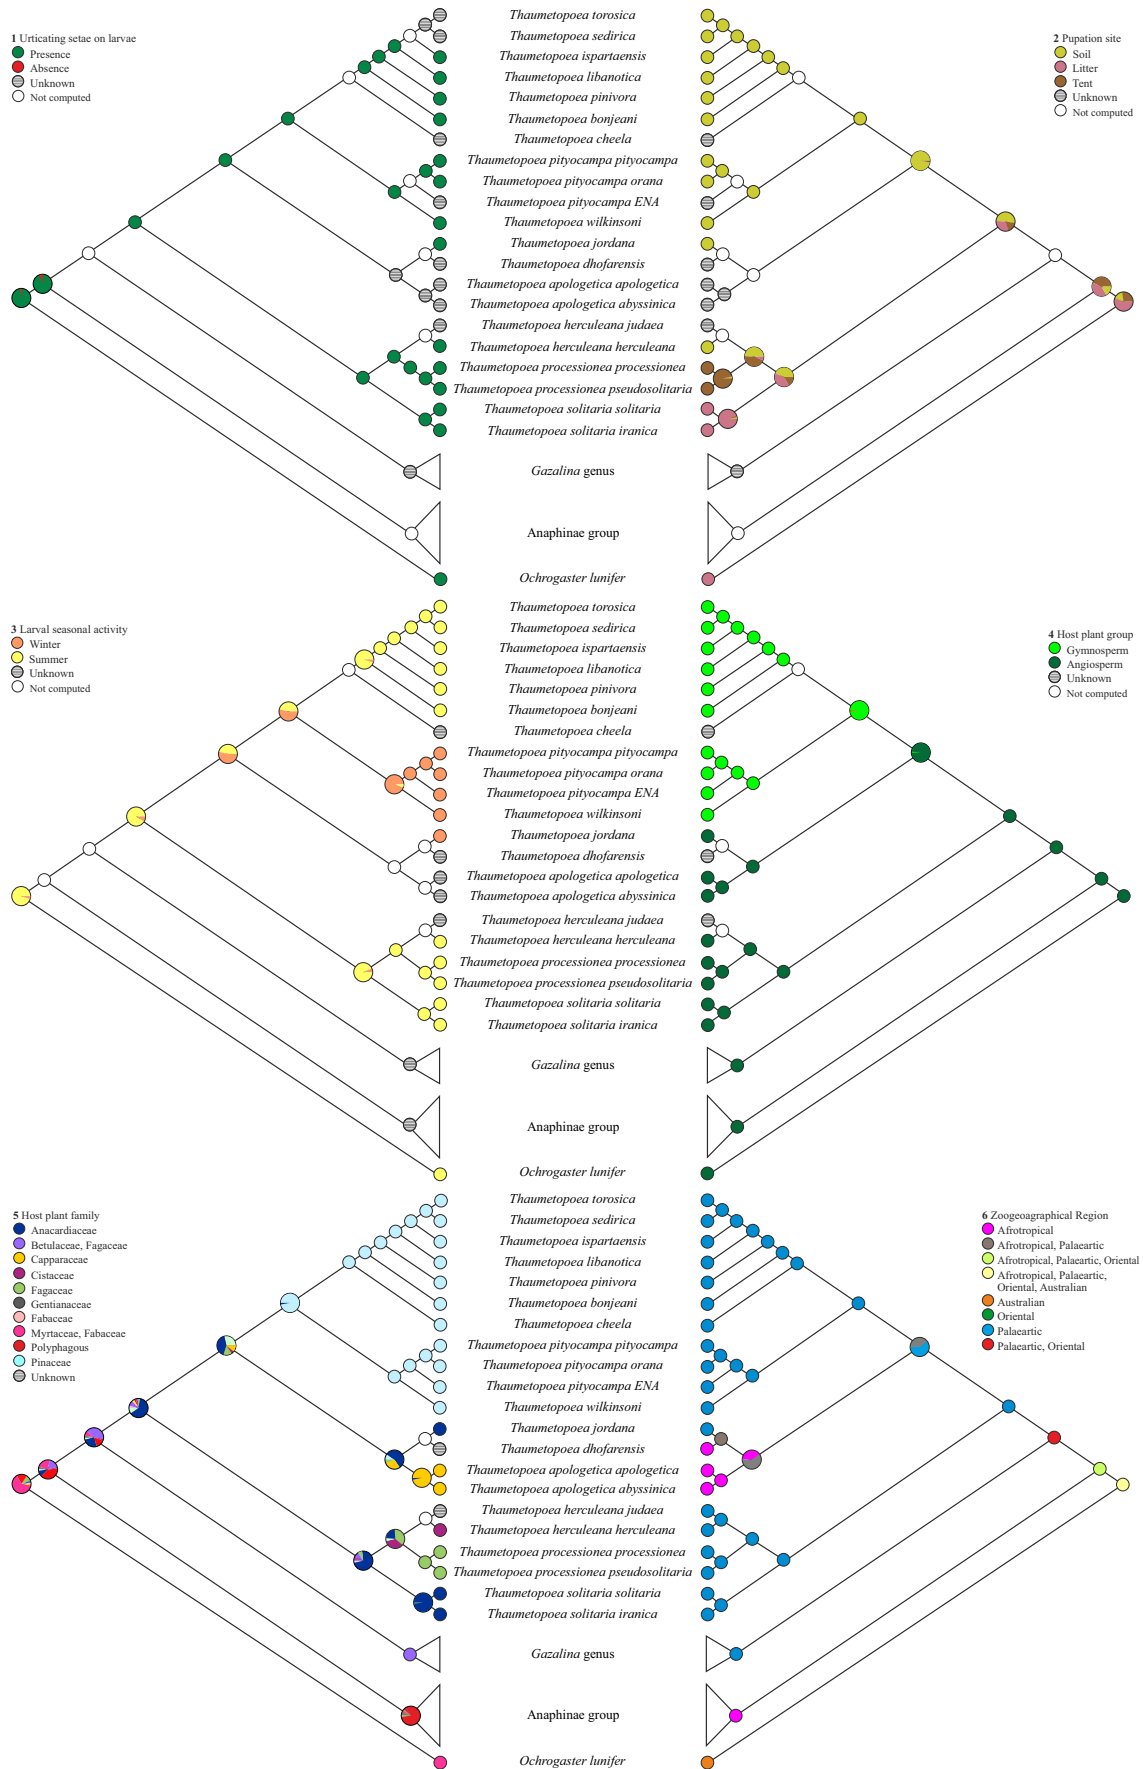 1 Urticating setae on larvae
Presence
Absence
Unknown
Not computed
Thaumetopoea torosica
Thaumetopoea sedirica
Thaumetopoea ispartaensis
Thaumetopoea libanotica
Thaumetopoea pinivora
Thaumetopoea bonjeani
Thaumetopoea cheela
Thaumetopoea pityocampa pityocampa
Thaumetopoea pityocampa orana
Thaumetopoea pityocampa ENA
Thaumetopoea wilkinsoni
Thaumetopoea jordana
Thaumetopoea dhofarensis
Thaumetopoea apologetica apologetica
Thaumetopoea apologetica abyssinica
Thaumetopoea herculeana judaea
Thaumetopoea herculeana herculeana
Thaumetopoea processionea processionea
Thaumetopoea processionea pseudosolitaria
Thaumetopoea solitaria solitaria
Thaumetopoea solitaria iranica
Gazalina genus
Anaphinae group
Ochrogaster lunifer
2 Pupation site
Soil
Litter
Tent
Unknown
Not computed
3 Larval seasonal activity
Winter
Summer
Unknown
Not computed
Thaumetopoea torosica
Thaumetopoea sedirica
Thaumetopoea ispartaensis
Thaumetopoea libanotica
Thaumetopoea pinivora
Thaumetopoea bonjeani
Thaumetopoea cheela
Thaumetopoea pityocampa pityocampa
Thaumetopoea pityocampa orana
Thaumetopoea pityocampa ENA
Thaumetopoea wilkinsoni
Thaumetopoea jordana
Thaumetopoea dhofarensis
Thaumetopoea apologetica apologetica
Thaumetopoea apologetica abyssinica
Thaumetopoea herculeana judaea
Thaumetopoea herculeana herculeana
Thaumetopoea processionea processionea
Thaumetopoea processionea pseudosolitaria
Thaumetopoea solitaria solitaria
Thaumetopoea solitaria iranica
Gazalina genus
Anaphinae group
Ochrogaster lunifer
4 Host plant group
Gymnosperm
Angiosperm
Unknown
Not computed
5 Host plant family
Anacardiaceae
Betulaceae, Fagaceae
Capparaceae
Cistaceae
Fagaceae
Gentianaceae
Fabaceae
Myrtaceae, Fabaceae
Polyphagous
Pinaceae
Unknown
Thaumetopoea torosica
Thaumetopoea sedirica
Thaumetopoea ispartaensis
Thaumetopoea libanotica
Thaumetopoea pinivora
Thaumetopoea bonjeani
Thaumetopoea cheela
Thaumetopoea pityocampa pityocampa
Thaumetopoea pityocampa orana
Thaumetopoea pityocampa ENA
Thaumetopoea wilkinsoni
Thaumetopoea jordana
Thaumetopoea dhofarensis
Thaumetopoea apologetica apologetica
Thaumetopoea apologetica abyssinica
Thaumetopoea herculeana judaea
Thaumetopoea herculeana herculeana
Thaumetopoea processionea processionea
Thaumetopoea processionea pseudosolitaria
Thaumetopoea solitaria solitaria
Thaumetopoea solitaria iranica
Gazalina genus
Anaphinae group
Ochrogaster lunifer
6 Zoogeoagraphical Region
Afrotropical
Afrotropical, Palaeartic
Afrotropical, Palaeartic, Oriental
Afrotropical, Palaeartic,
Oriental, Australian
Australian
Oriental
Palaeartic
Palaeartic, Oriental